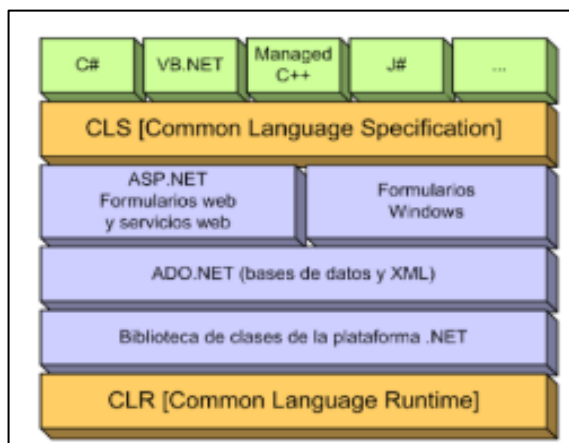 C#
VB.NET
Managed
C++
J#
...
CLS [Common Language Specification]
ASP.NET
Formularios web
y servicios web
Formularios
Windows
ADO.NET (bases de datos y XML)
Biblioteca de clases de la plataforma .NET
CLR [Common Language Runtime]